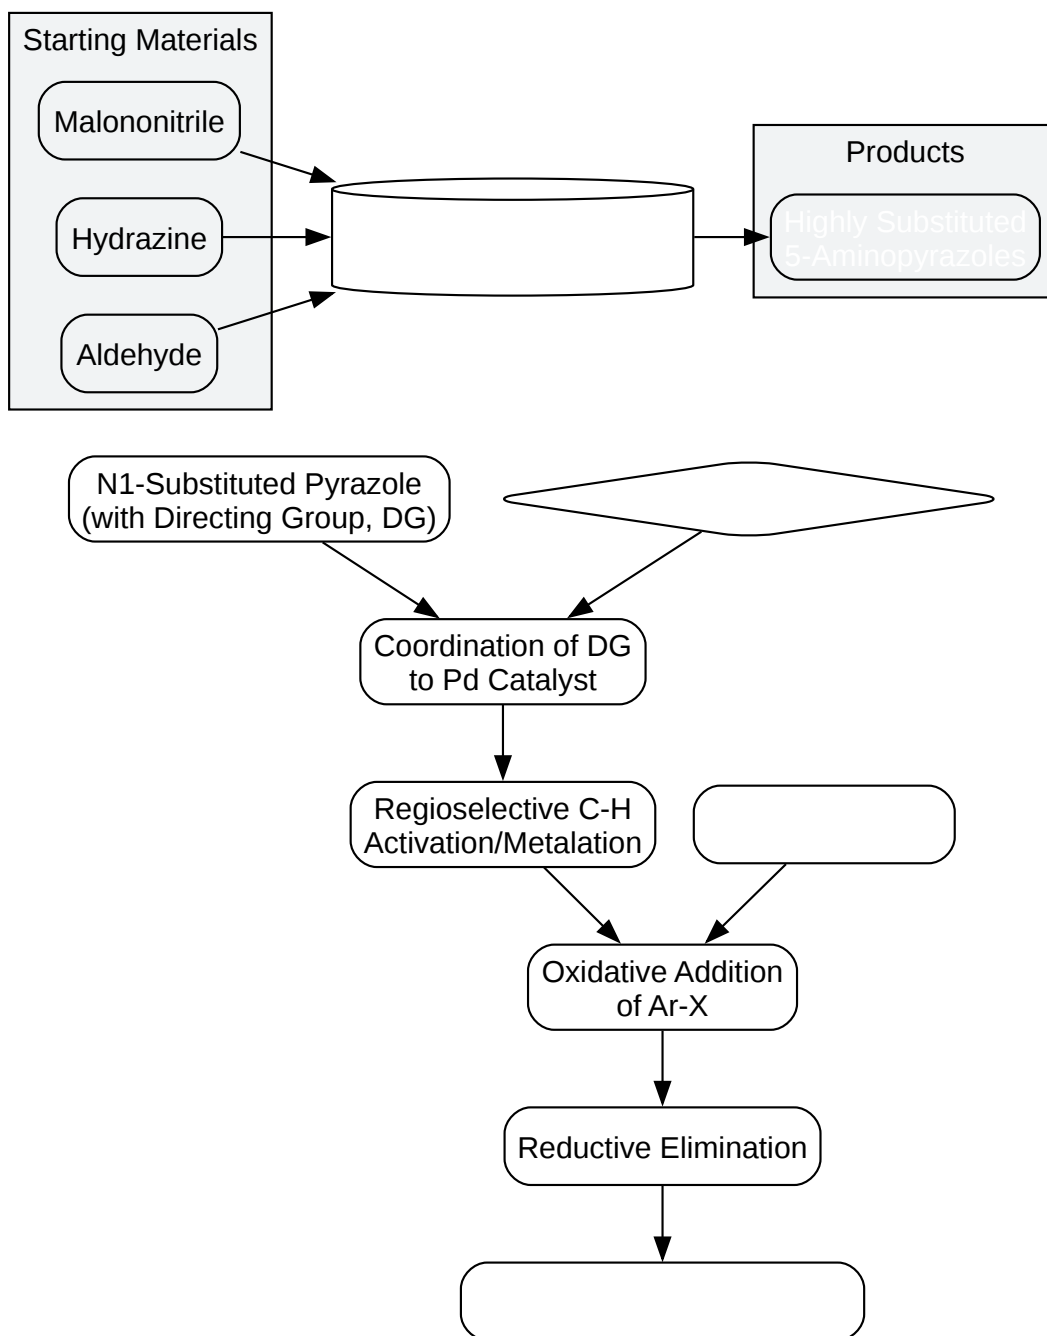 Starting Materials
Malononitrile
Hydrazine
Aldehyde
Products
Highly Substituted
5-Aminopyrazoles
N1-Substituted Pyrazole
(with Directing Group, DG)
Coordination of DG
to Pd Catalyst
Regioselective C-H
Activation/Metalation
Oxidative Addition
of Ar-X
Reductive Elimination